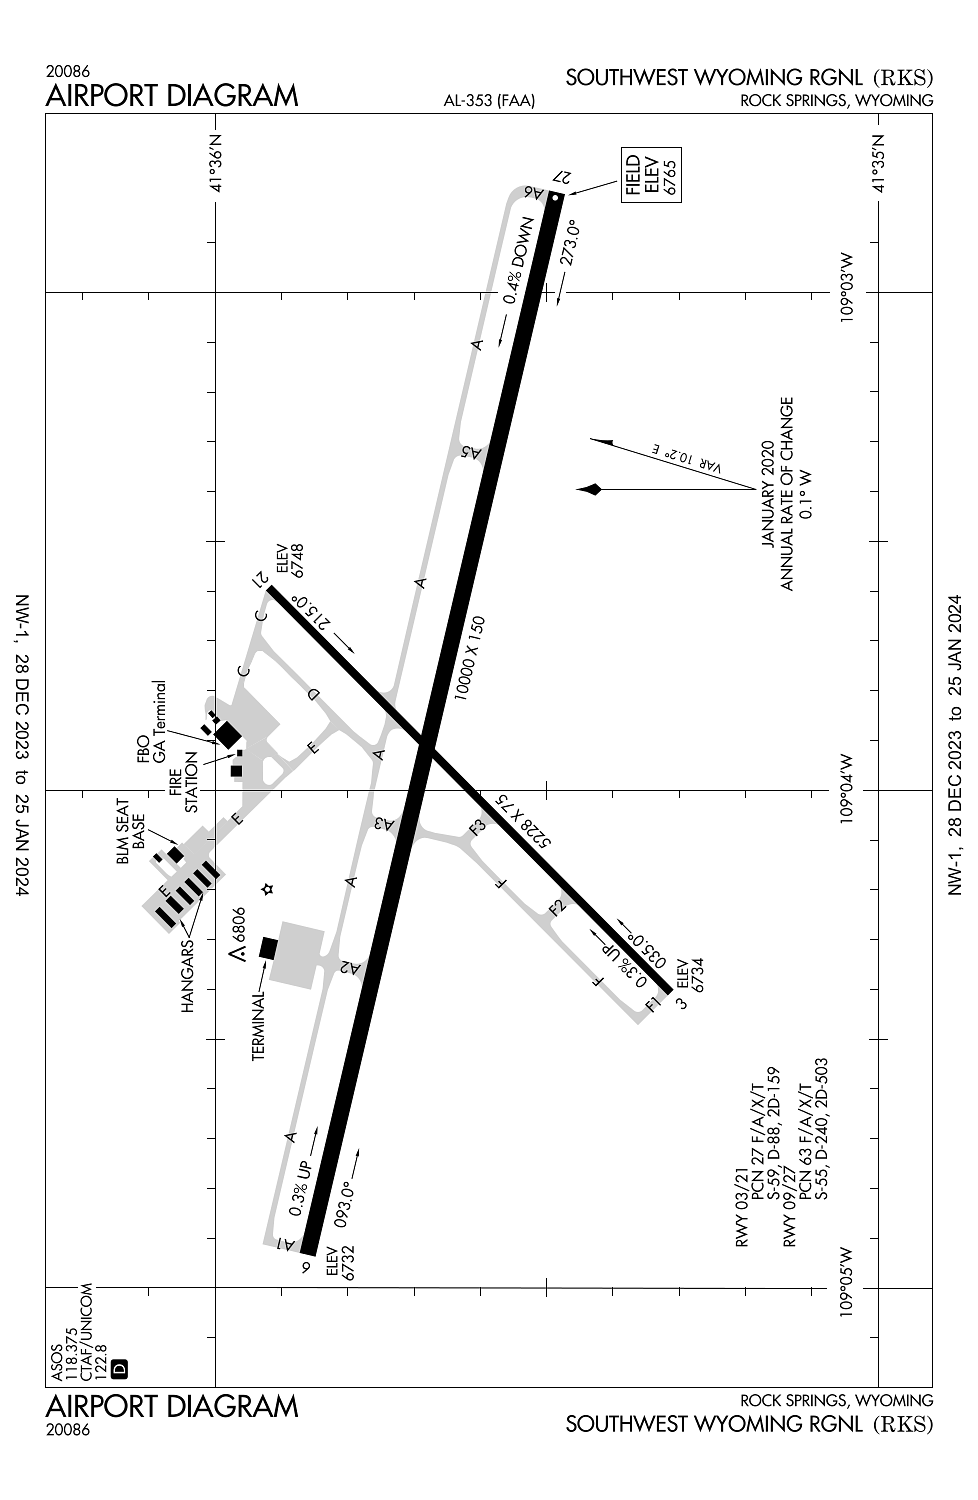 20086
AIRPORT DIAGRAM
AL-353 (FAA)
SOUTHWEST WYOMING RGNL (RKS)
ROCK SPRINGS, WYOMING
41°36'N
41°35'N
FIELD
ELEV
6765
27
A6
273.0°
0.4% DOWN
109°03'W
A
A5
VAR 10.2° E
JANUARY 2020
ANNUAL RATE OF CHANGE
0.1° W
A
21
ELEV
6748
215.0°
C
C
D
E
10000 X 150
FBO
GA Terminal
FIRE
STATION
A
109°04'W
BLM SEAT
BASE
E
A3
F3
5228 X 75
E
A
F
F2
HANGARS
6806
A2
TERMINAL
F
0.3% UP
035.0°
F1
3
ELEV
6734
A
0.3% UP
093.0°
A1
9
ELEV
6732
RWY 03/21
PCN 27 F/A/X/T
S-59, D-88, 2D-159
RWY 09/27
PCN 63 F/A/X/T
S-55, D-240, 2D-503
109°05'W
ASOS
118.375
CTAF/UNICOM
122.8
D
NW-1, 28 DEC 2023 to 25 JAN 2024
NW-1, 28 DEC 2023 to 25 JAN 2024
AIRPORT DIAGRAM
20086
ROCK SPRINGS, WYOMING
SOUTHWEST WYOMING RGNL (RKS)